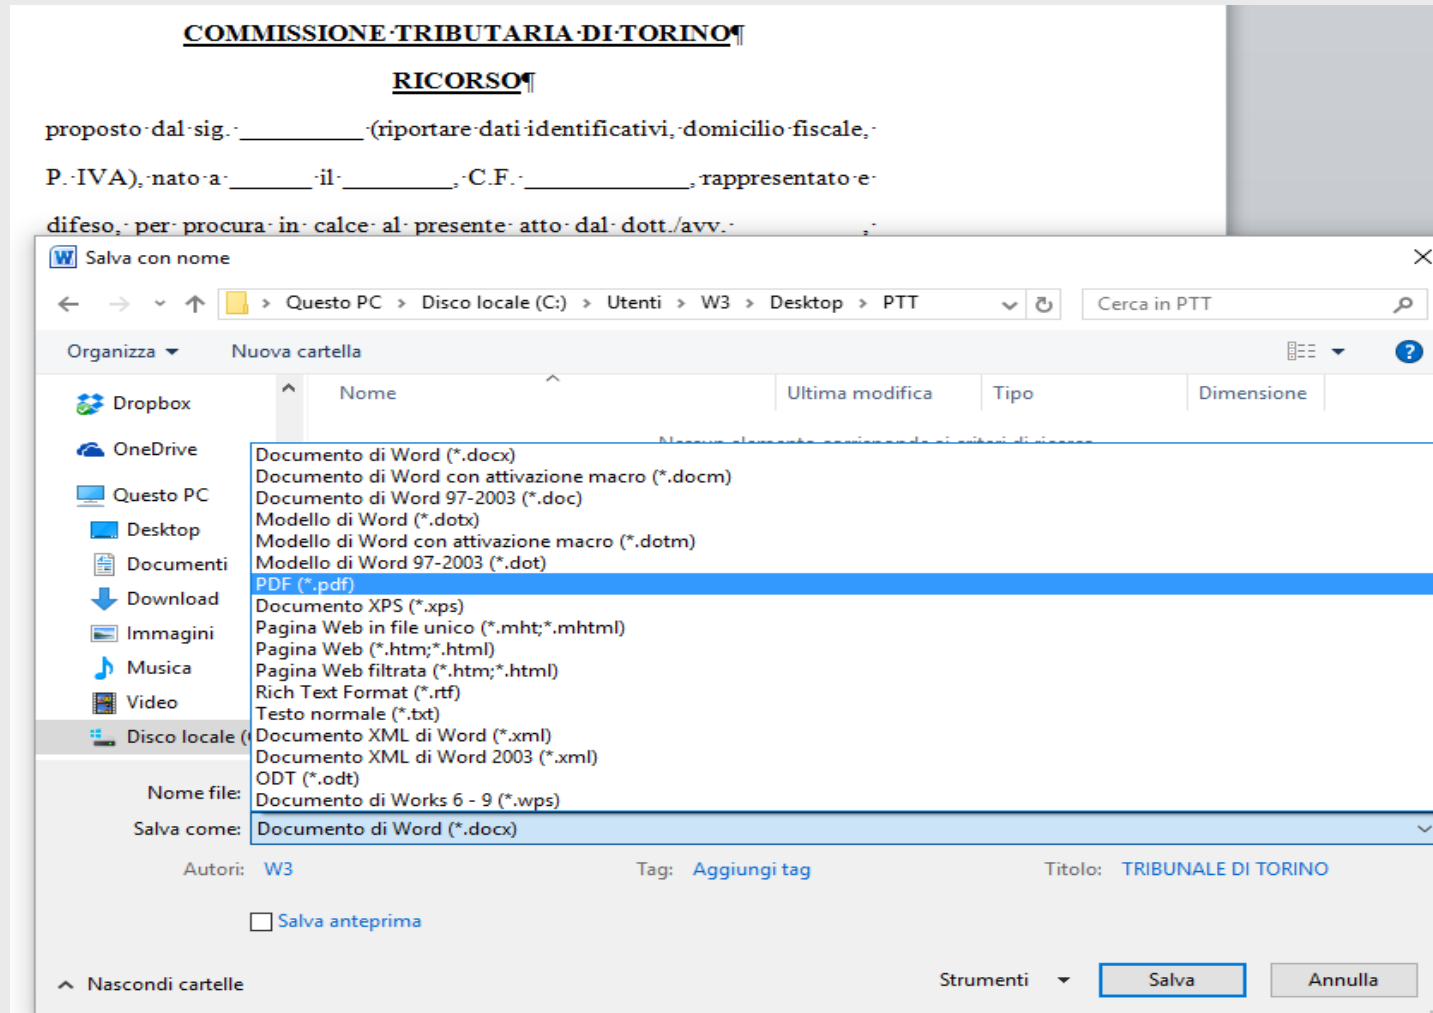 COMMISSIONE·TRIBUTARIA·DI·TORINO¶
RICORSO¶
proposto·dal·sig.·__________·(riportare·dati·identificativi,·domicilio·fiscale,·
P.·IVA),·nato·a·_______·il·_________,·C.F.·_____________,·rappresentato·e·
difeso,·per·procura·in·calce·al·presente·atto·dal·dott./avv.·__________,·
W Salva con nome
> Questo PC > Disco locale (C:) > Utenti > W3 > Desktop > PTT Cerca in PTT
Organizza Nuova cartella ?
Nome Ultima modifica Tipo Dimensione
Nessun elemento corrisponde ai criteri di ricerca
Dropbox
OneDrive
Questo PC
Desktop
Documenti
Download
Immagini
Musica
Video
Disco locale (
Documento di Word (*.docx)
Documento di Word con attivazione macro (*.docm)
Documento di Word 97-2003 (*.doc)
Modello di Word (*.dotx)
Modello di Word con attivazione macro (*.dotm)
Modello di Word 97-2003 (*.dot)
PDF (*.pdf)
Documento XPS (*.xps)
Pagina Web in file unico (*.mht;*.mhtml)
Pagina Web (*.htm;*.html)
Pagina Web filtrata (*.htm;*.html)
Rich Text Format (*.rtf)
Testo normale (*.txt)
Documento XML di Word (*.xml)
Documento XML di Word 2003 (*.xml)
ODT (*.odt)
Documento di Works 6 - 9 (*.wps)
Nome file:
Salva come: Documento di Word (*.docx)
Autori: W3 Tag: Aggiungi tag Titolo: TRIBUNALE DI TORINO
Salva anteprima
Nascondi cartelle Strumenti Salva Annulla